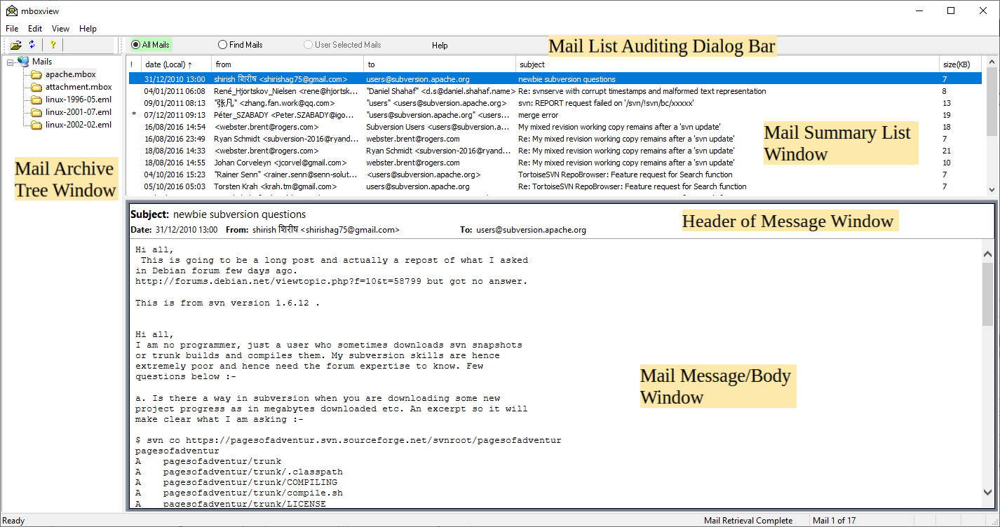 mboxview
File Edit View Help
? All Mails Find Mails User Selected Mails Help
Mail List Auditing Dialog Bar
Mails
apache.mbox
attachment.mbox
linux-1996-05.eml
linux-2001-07.eml
linux-2002-02.eml
Mail Archive
Tree Window
! date (Local) ↑ from to subject size(KB)
31/12/2010 13:00 shirish शिरीष <shirishag75@gmail.com> users@subversion.apache.org newbie subversion questions 7
04/01/2011 06:08 René_Hjortskov_Nielsen <rene@hjortsk... "Daniel Shahaf" <d.s@daniel.shahaf.name> Re: svnserve with corrupt timestamps and malformed text representation 8
09/01/2011 08:13 "张凡" <zhang.fan.work@qq.com> "users" <users@subversion.apache.org> svn: REPORT request failed on '/svn/!svn/bc/xxxxx' 13
* 07/12/2011 09:13 Péter_SZABADY <Peter.SZABADY@igo... "users@subversion.apache.org" <users... merge error 19
16/08/2016 14:54 <webster.brent@rogers.com> Subversion Users <users@subversion.a... My mixed revision working copy remains after a 'svn update' 18
16/08/2016 23:49 Ryan Schmidt <subversion-2016@ryand... webster.brent@rogers.com Re: My mixed revision working copy remains after a 'svn update' 7
18/08/2016 14:33 <webster.brent@rogers.com> Ryan Schmidt <subversion-2016@ryand... Re: My mixed revision working copy remains after a 'svn update' 21
18/08/2016 14:55 Johan Corveleyn <jcorvel@gmail.com> webster.brent@rogers.com Re: My mixed revision working copy remains after a 'svn update' 10
04/10/2016 15:23 "Rainer Senn" <rainer.senn@senn-solut... <users@subversion.apache.org> TortoiseSVN RepoBrowser: Feature request for Search function 7
05/10/2016 05:03 Torsten Krah <krah.tm@gmail.com> users@subversion.apache.org Re: TortoiseSVN RepoBrowser: Feature request for Search function 7
Mail Summary List
Window
Subject: newbie subversion questions
Date: 31/12/2010 13:00 From: shirish शिरीष <shirishag75@gmail.com> To: users@subversion.apache.org
Header of Message Window
Hi all,
This is going to be a long post and actually a repost of what I asked
in Debian forum few days ago.
http://forums.debian.net/viewtopic.php?f=10&t=58799 but got no answer.
This is from svn version 1.6.12 .
Hi all,
I am no programmer, just a user who sometimes downloads svn snapshots
or trunk builds and compiles them. My subversion skills are hence
extremely poor and hence need the forum expertise to know. Few
questions below :-
Mail Message/Body
Window
a. Is there a way in subversion when you are downloading some new
project progress as in megabytes downloaded etc. An excerpt so it will
make clear what I am asking :-
$ svn co https://pagesofadventur.svn.sourceforge.net/svnroot/pagesofadventur
pagesofadventur
A pagesofadventur/trunk
A pagesofadventur/trunk/.classpath
A pagesofadventur/trunk/COMPILING
A pagesofadventur/trunk/compile.sh
A pagesofadventur/trunk/LICENSE
Ready Mail Retrieval Complete Mail 1 of 17